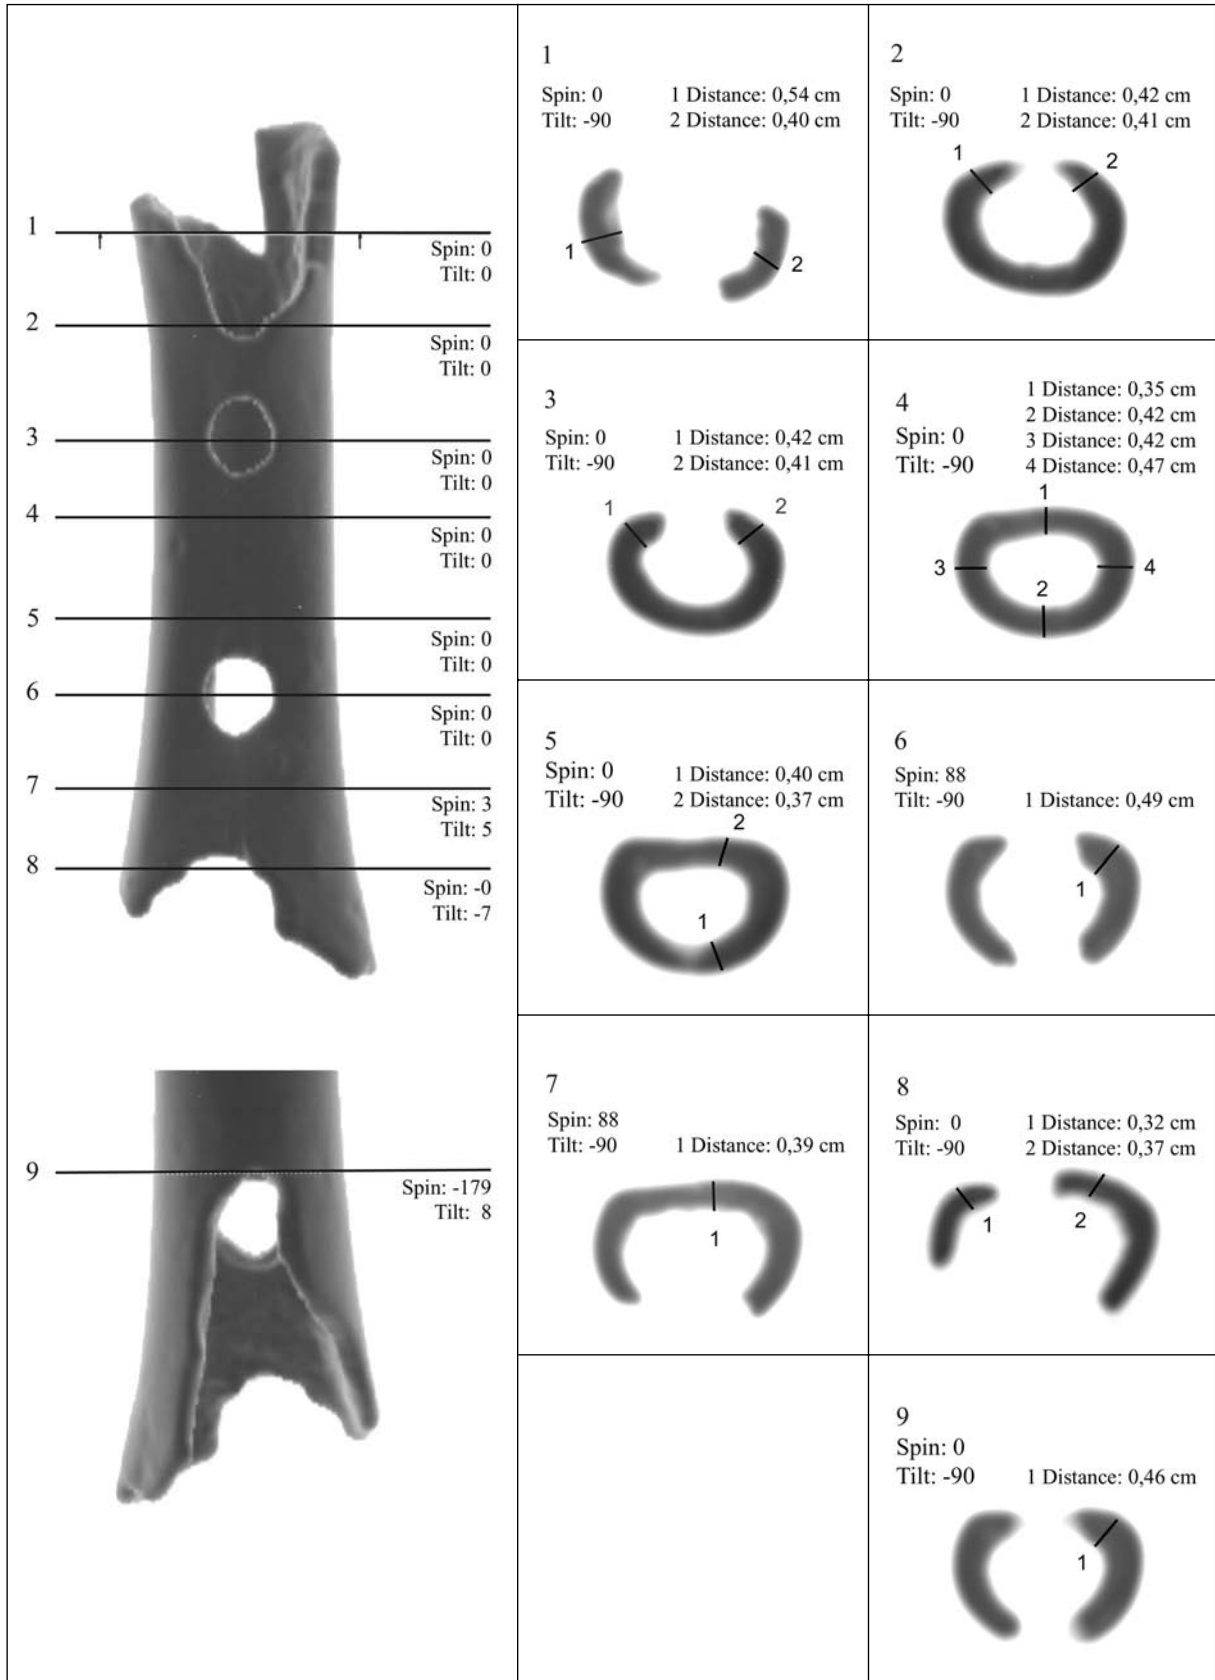 1
Spin: 0
Tilt: 0
2
Spin: 0
Tilt: 0
3
Spin: 0
Tilt: 0
4
Spin: 0
Tilt: 0
5
Spin: 0
Tilt: 0
6
Spin: 0
Tilt: 0
7
Spin: 3
Tilt: 5
8
Spin: -0
Tilt: -7
9
Spin: -179
Tilt: 8
1
Spin: 0 1 Distance: 0,54 cm
Tilt: -90 2 Distance: 0,40 cm
1
2
2
Spin: 0 1 Distance: 0,42 cm
Tilt: -90 2 Distance: 0,41 cm
1 2
3
Spin: 0 1 Distance: 0,42 cm
Tilt: -90 2 Distance: 0,41 cm
1 2
1 Distance: 0,35 cm
4 2 Distance: 0,42 cm
Spin: 0 3 Distance: 0,42 cm
Tilt: -90 4 Distance: 0,47 cm
1
3 4
2
5
Spin: 0 1 Distance: 0,40 cm
Tilt: -90 2 Distance: 0,37 cm
2
1
6
Spin: 88
Tilt: -90 1 Distance: 0,49 cm
1
7
Spin: 88
Tilt: -90 1 Distance: 0,39 cm
1
8
Spin: 0 1 Distance: 0,32 cm
Tilt: -90 2 Distance: 0,37 cm
1 2
9
Spin: 0
Tilt: -90 1 Distance: 0,46 cm
1